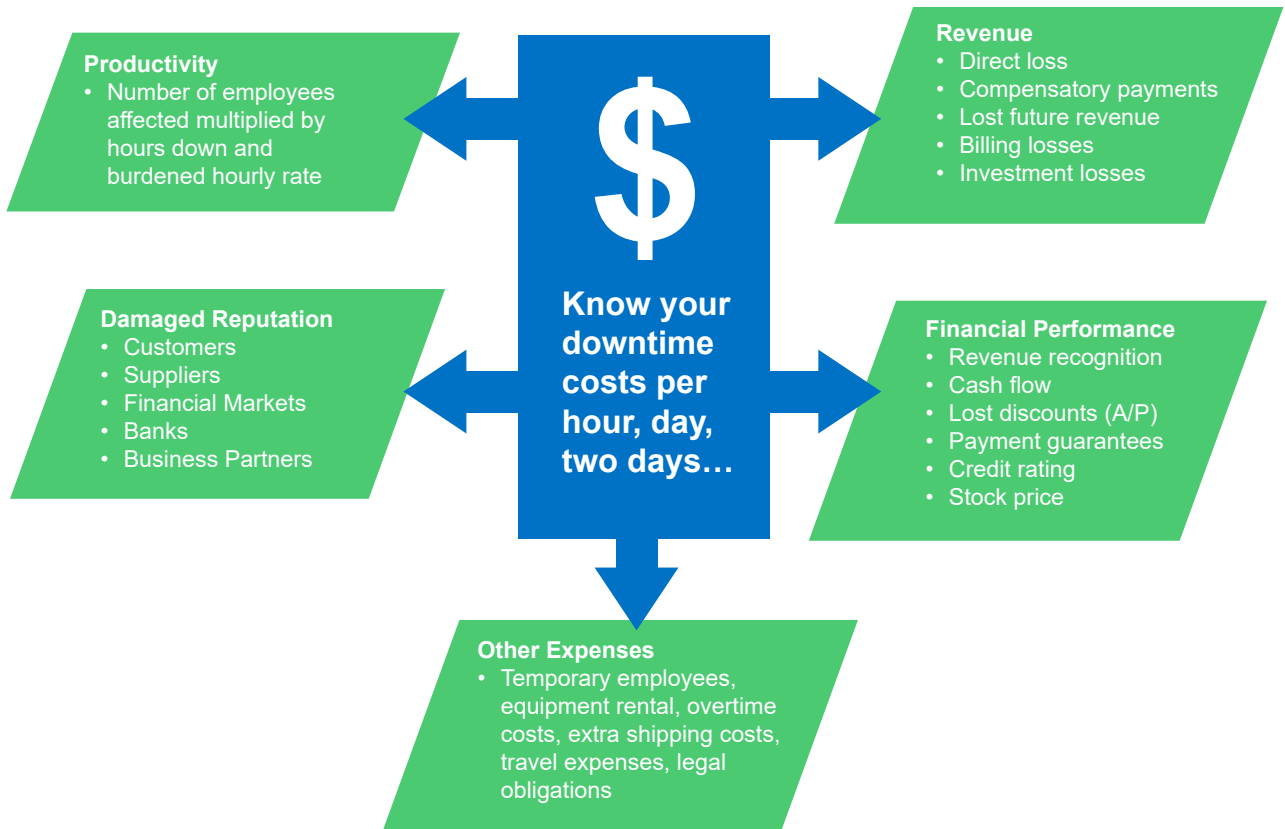 Productivity
• Number of employees
affected multiplied by
hours down and
burdened hourly rate
$
Know your
downtime
costs per
hour, day,
two days…
Revenue
• Direct loss
• Compensatory payments
• Lost future revenue
• Billing losses
• Investment losses
Damaged Reputation
• Customers
• Suppliers
• Financial Markets
• Banks
• Business Partners
Financial Performance
• Revenue recognition
• Cash flow
• Lost discounts (A/P)
• Payment guarantees
• Credit rating
• Stock price
Other Expenses
• Temporary employees,
equipment rental, overtime
costs, extra shipping costs,
travel expenses, legal
obligations